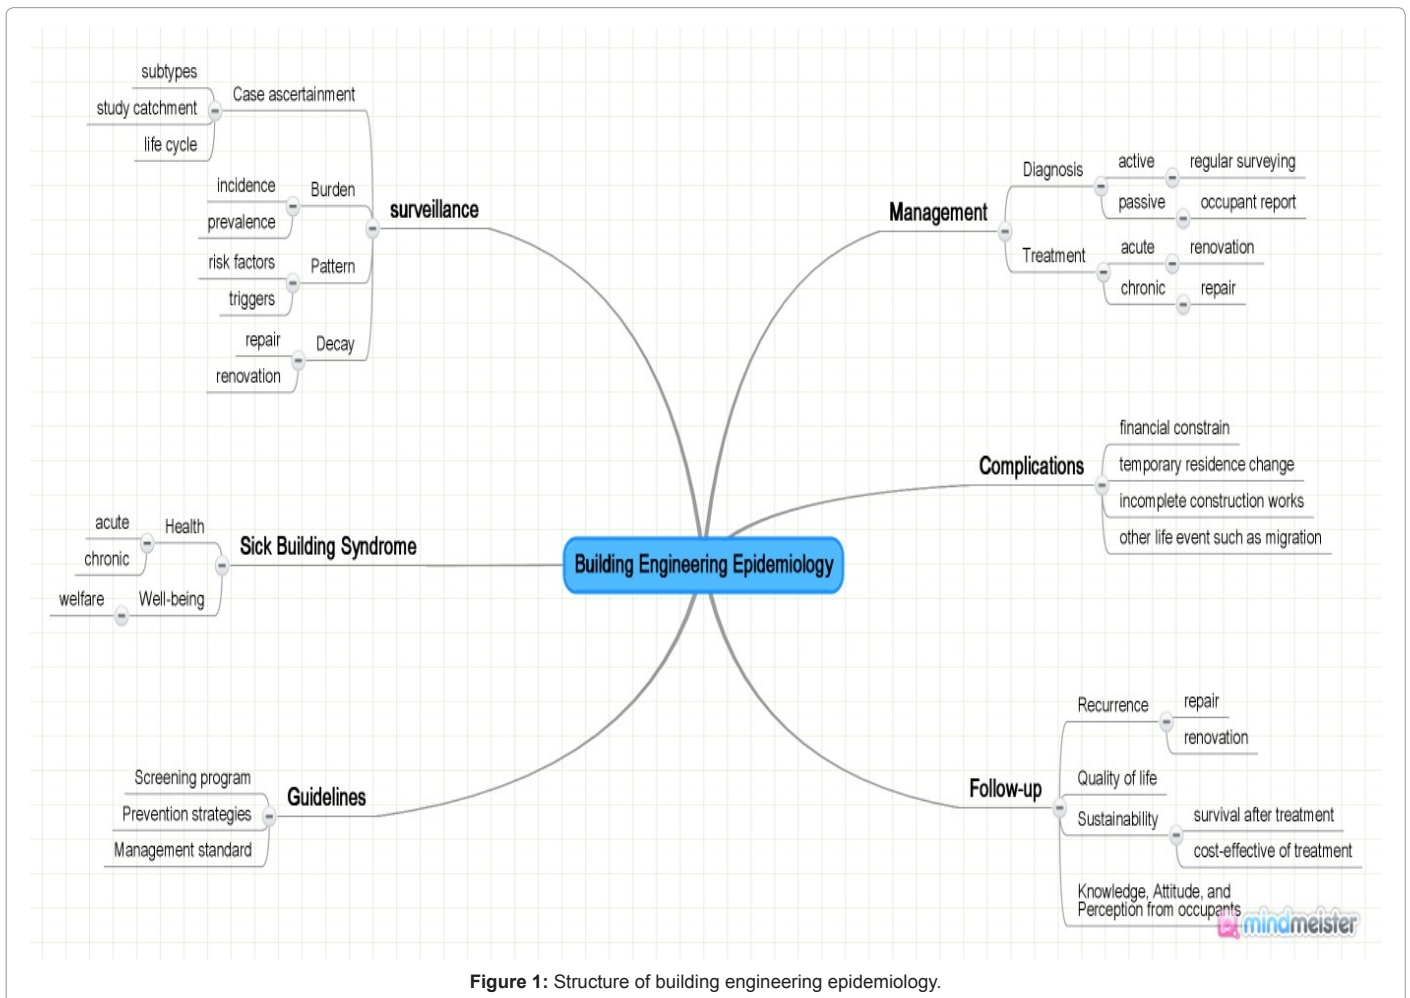 subtypes
study catchment
life cycle
Case ascertainment
incidence
prevalence
Burden
risk factors
triggers
Pattern
repair
renovation
Decay
surveillance
acute
chronic
Health
welfare
Well-being
Sick Building Syndrome
Screening program
Prevention strategies
Management standard
Guidelines
Building Engineering Epidemiology
Management
Diagnosis
active
regular surveying
passive
occupant report
Treatment
acute
renovation
chronic
repair
Complications
financial constrain
temporary residence change
incomplete construction works
other life event such as migration
Follow-up
Recurrence
repair
renovation
Quality of life
Sustainability
survival after treatment
cost-effective of treatment
Knowledge, Attitude, and
Perception from occupants
mindmeister
Figure 1: Structure of building engineering epidemiology.